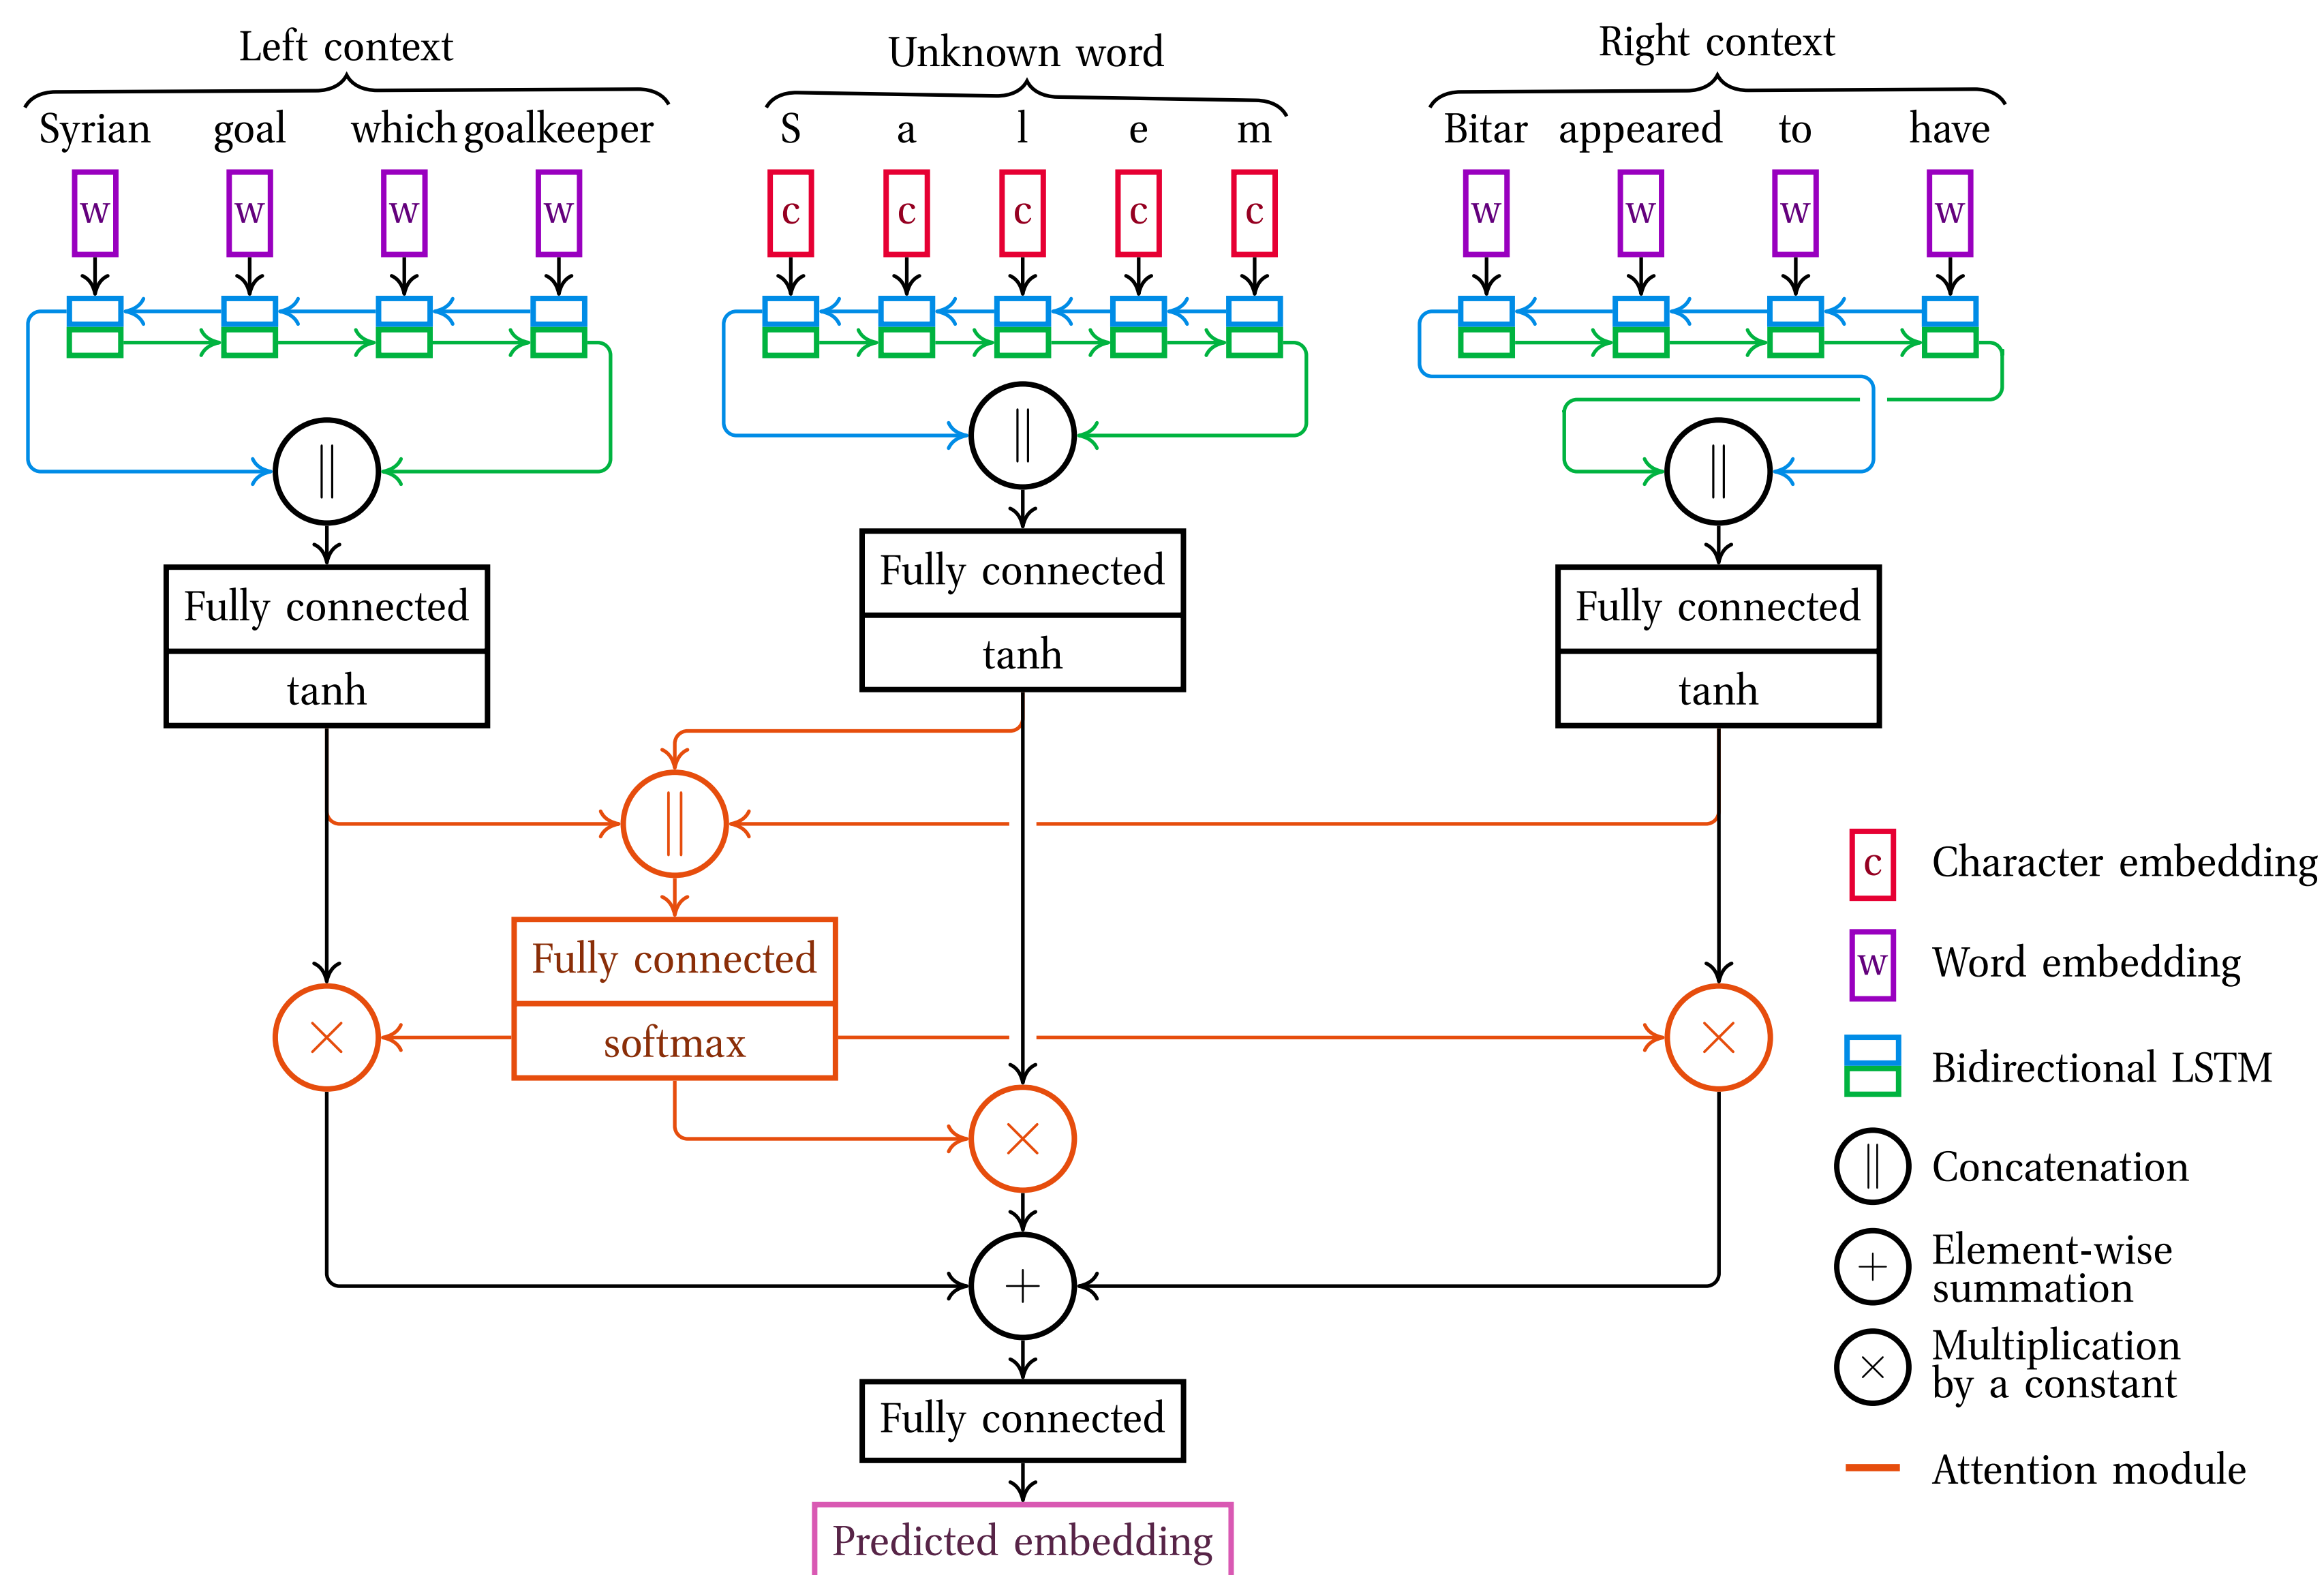 Left context
Unknown word
Right context
Syrian goal which goalkeeper
S a l e m
Bitar appeared to have
w w w w
c c c c c
w w w w
||
||
||
Fully connected
tanh
Fully connected
tanh
Fully connected
tanh
||
Fully connected
softmax
×
×
×
+
Fully connected
Predicted embedding
c Character embedding
w Word embedding
Bidirectional LSTM
|| Concatenation
+ Element-wise
summation
× Multiplication
by a constant
Attention module